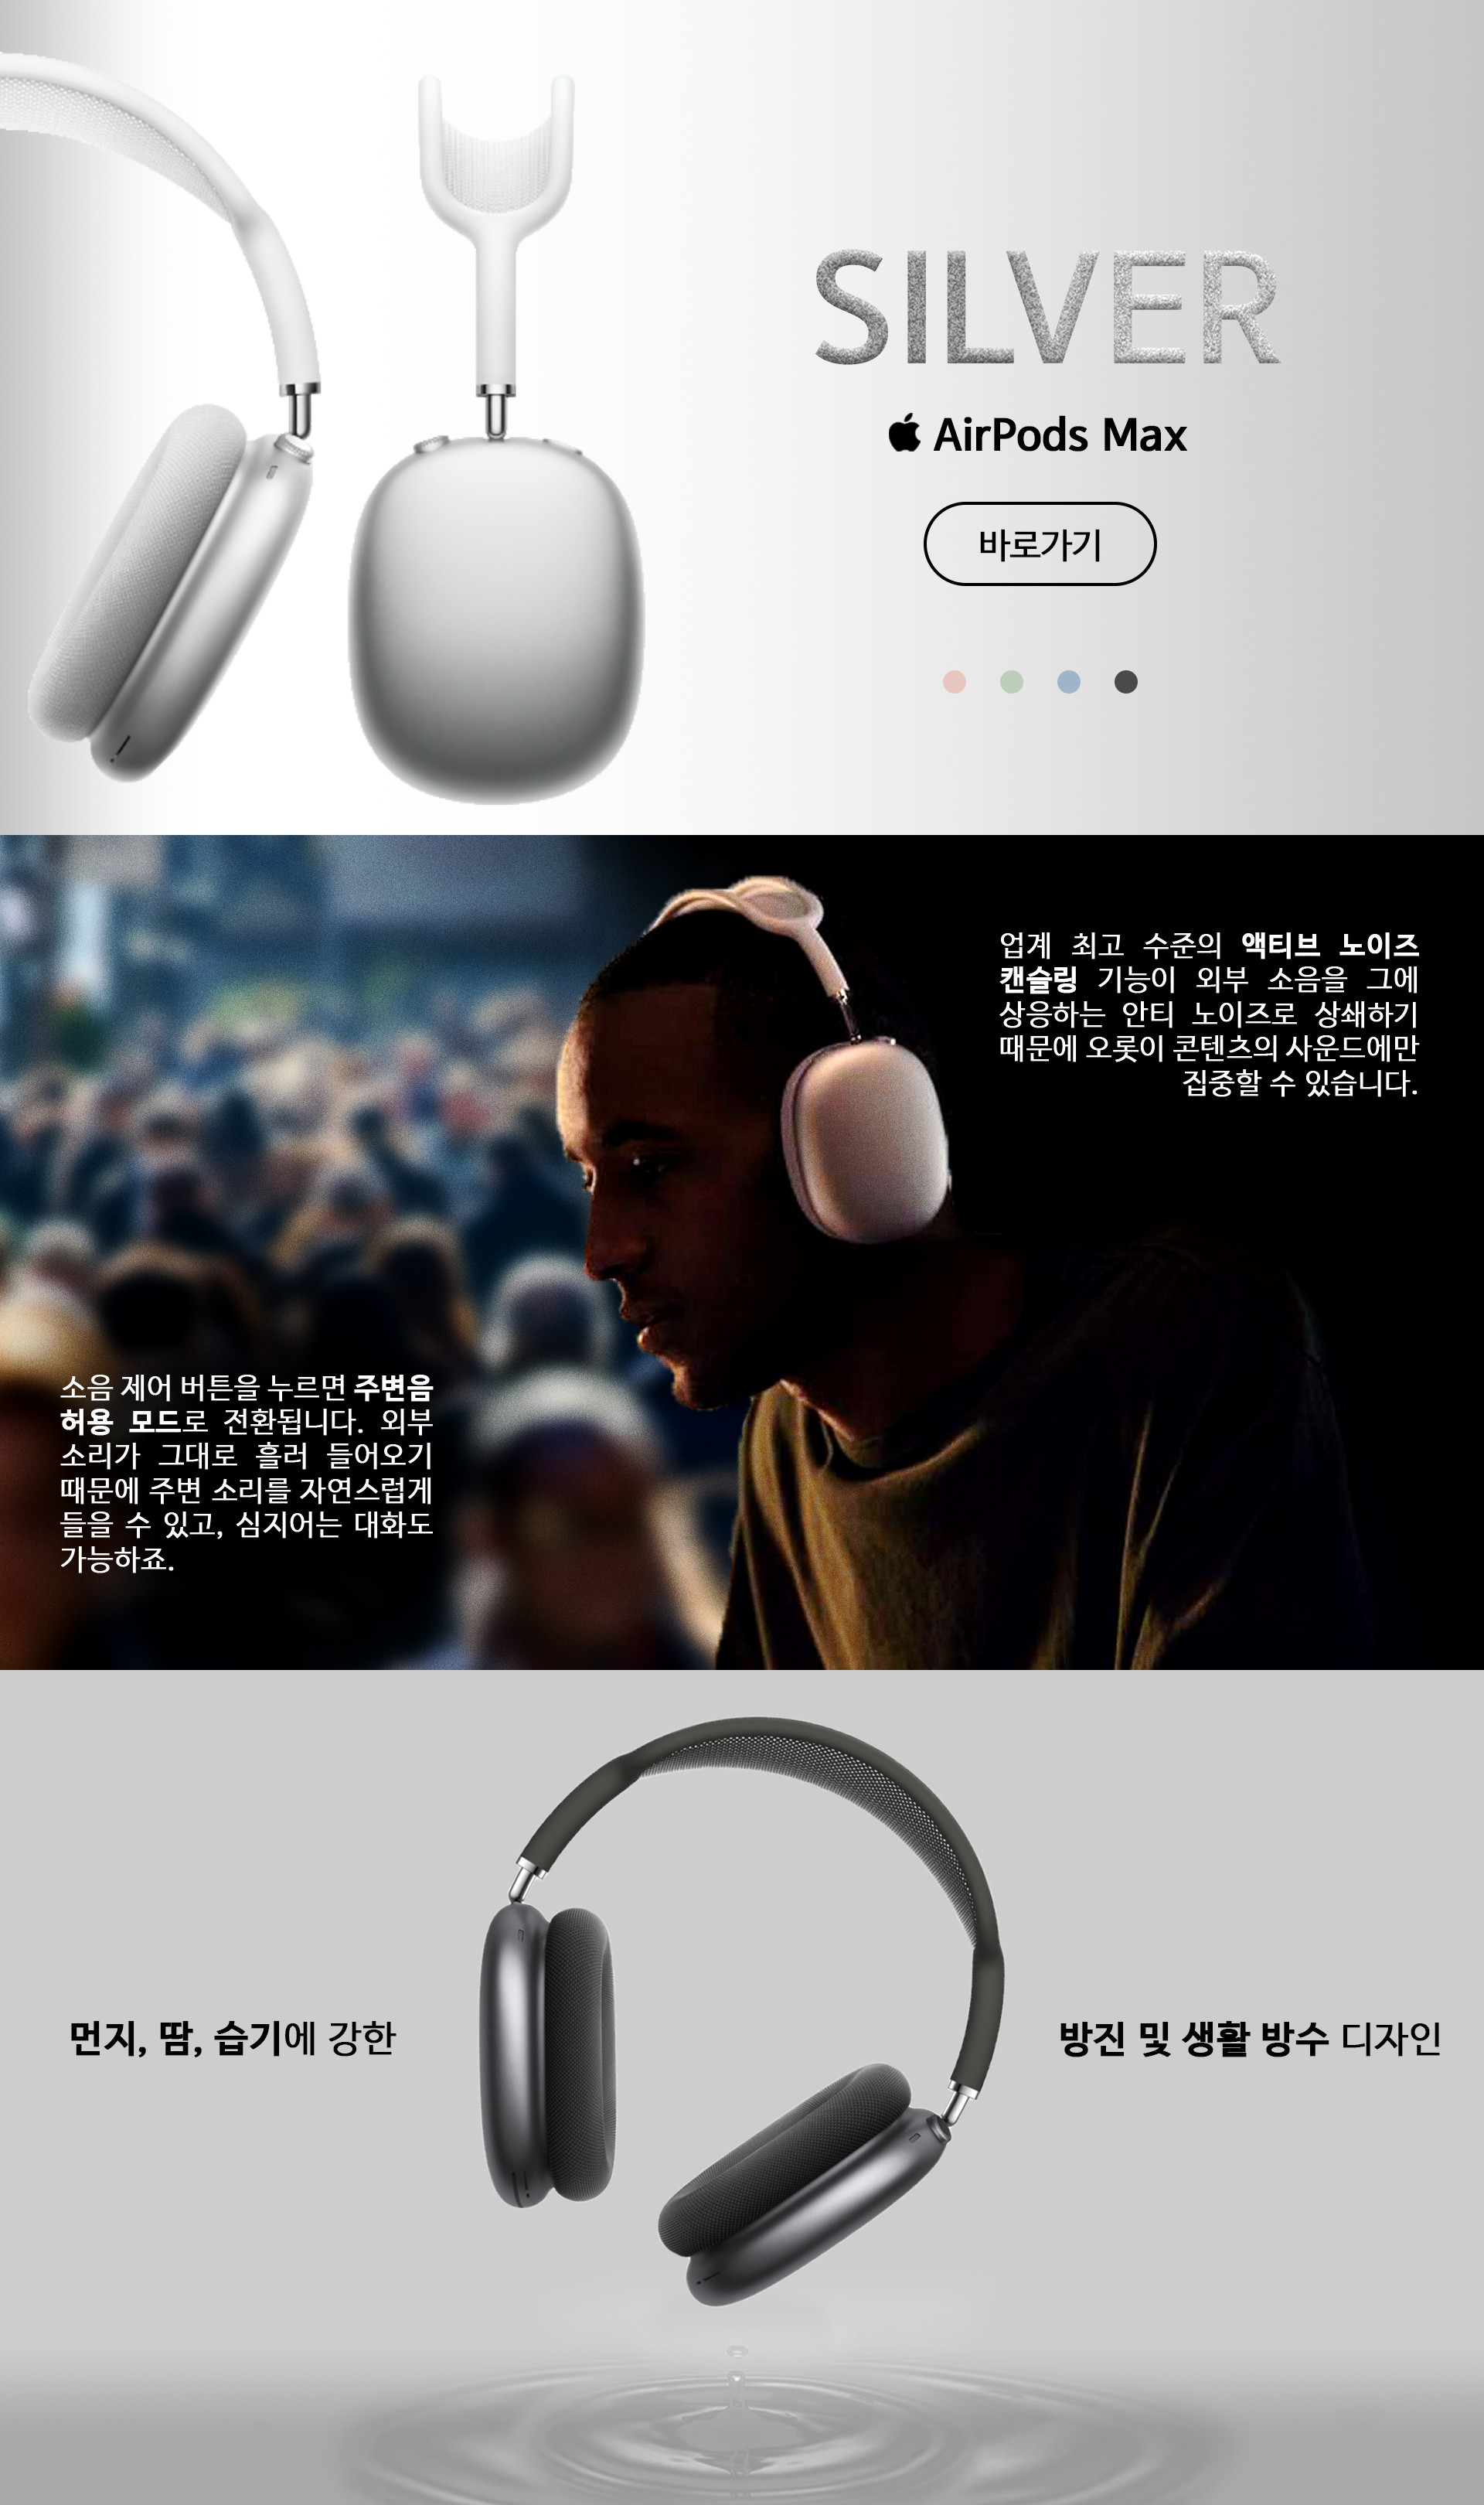 SILVER
AirPods Max
바로가기
업계 최고 수준의 액티브 노이즈
캔슬링 기능이 외부 소음을 그에
상응하는 안티 노이즈로 상쇄하기
때문에 오롯이 콘텐츠의 사운드에만
집중할 수 있습니다.
소음 제어 버튼을 누르면 주변음
허용 모드로 전환됩니다. 외부
소리가 그대로 흘러 들어오기
때문에 주변 소리를 자연스럽게
들을 수 있고, 심지어는 대화도
가능하죠.
먼지, 땀, 습기에 강한
방진 및 생활 방수 디자인